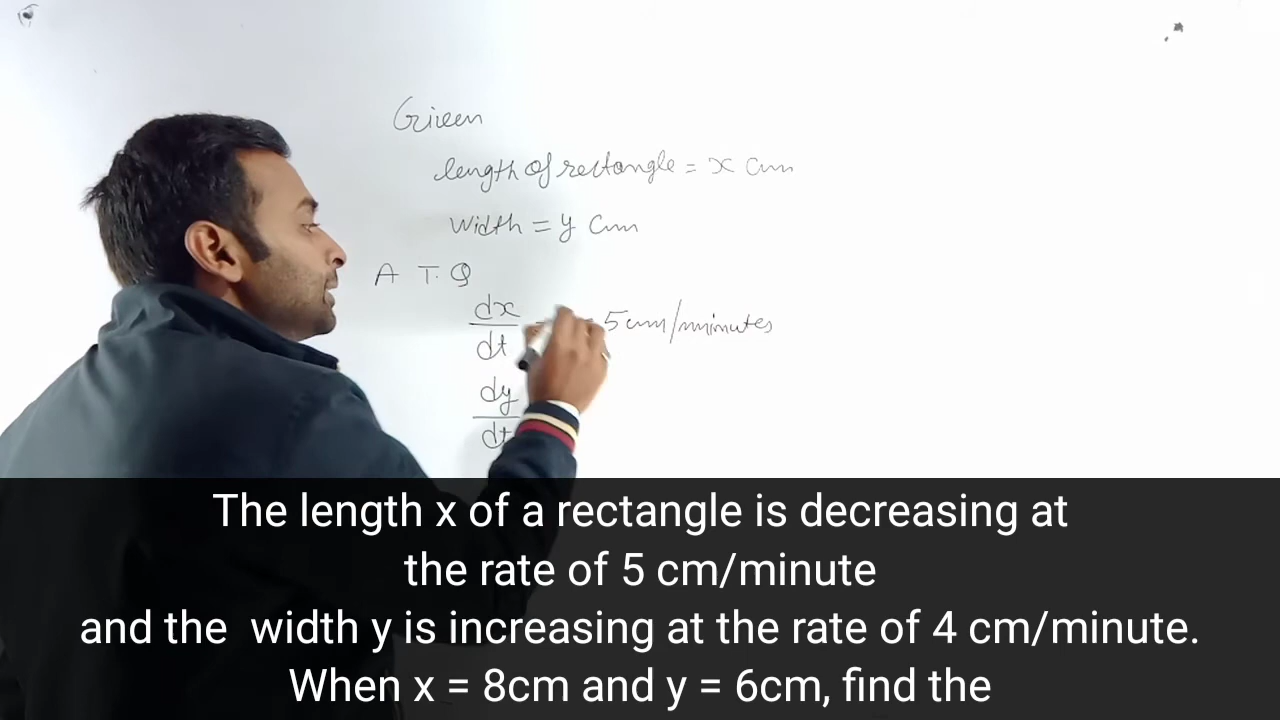 Given
length of rectangle = x cm
width = y cm
A T. Q
dx
dt
5 cm/minutes
dy
dt
The length x of a rectangle is decreasing at
the rate of 5 cm/minute
and the width y is increasing at the rate of 4 cm/minute.
When x = 8cm and y = 6cm, find the